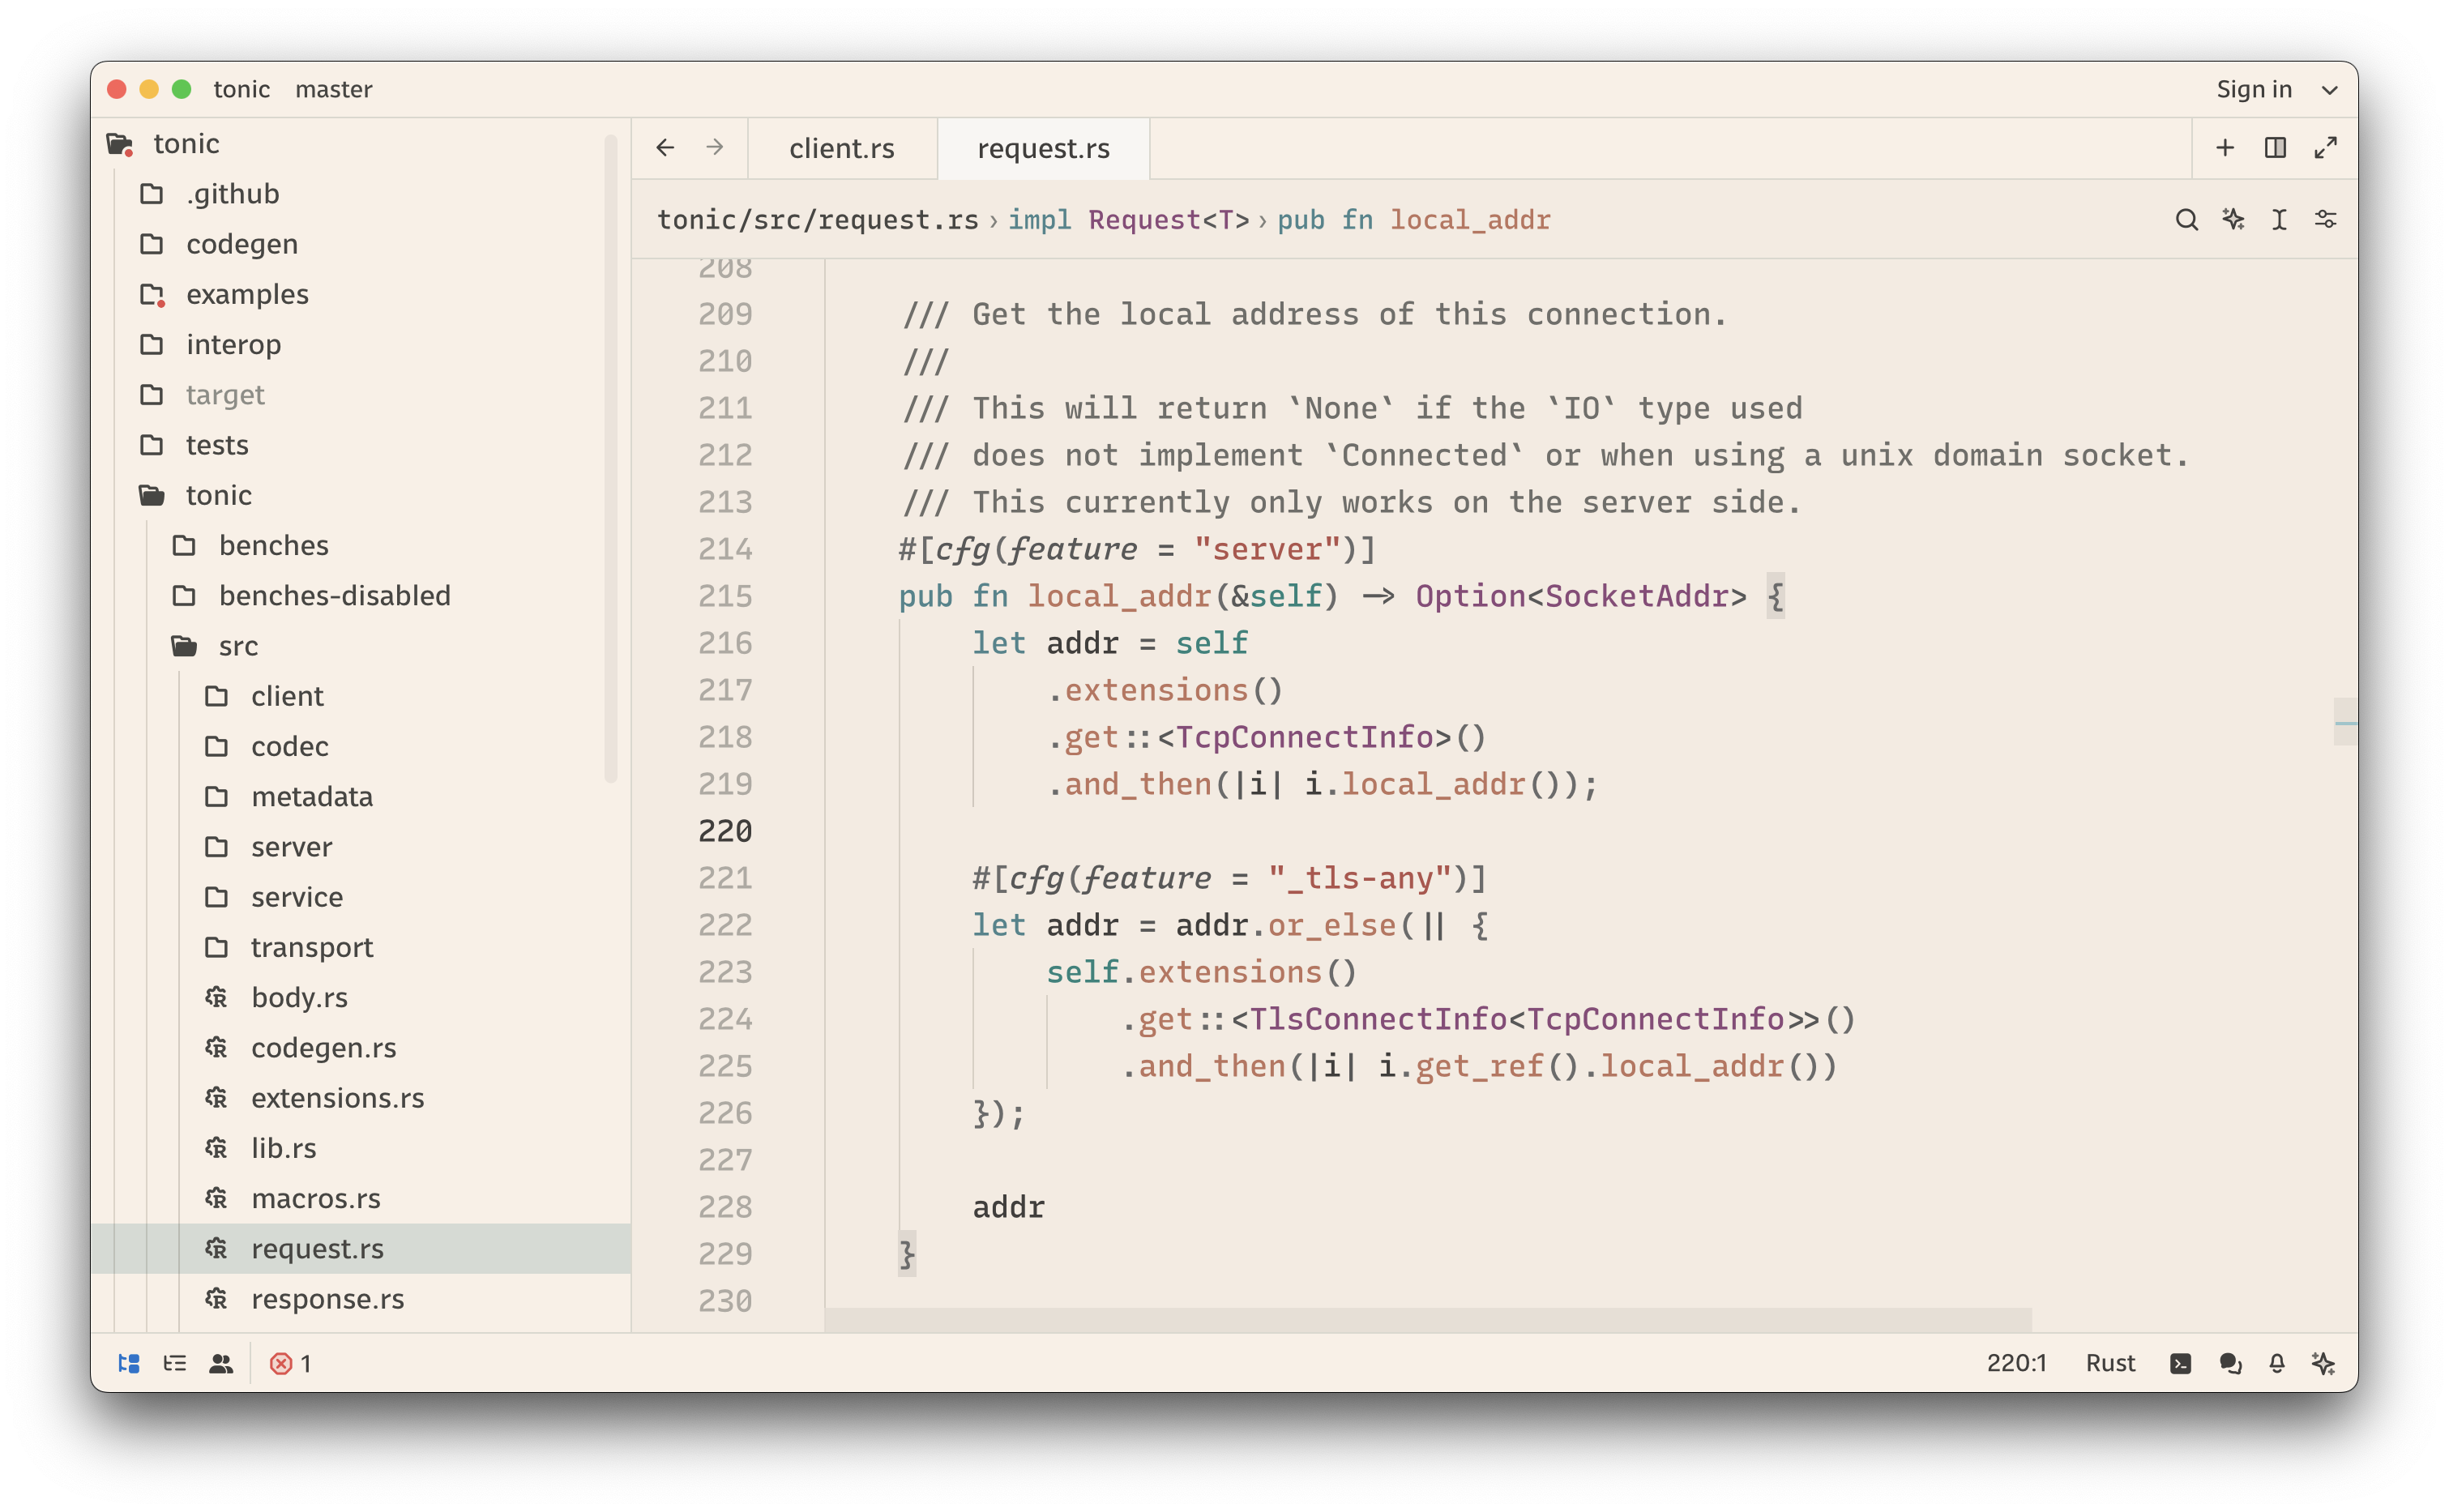 tonic master
Sign in
tonic
.github
codegen
examples
interop
target
tests
tonic
benches
benches-disabled
src
client
codec
metadata
server
service
transport
body.rs
codegen.rs
extensions.rs
lib.rs
macros.rs
request.rs
response.rs
client.rs
request.rs
tonic/src/request.rs › impl Request<T> › pub fn local_addr
208
209 /// Get the local address of this connection.
210 ///
211 /// This will return `None` if the `IO` type used
212 /// does not implement `Connected` or when using a unix domain socket.
213 /// This currently only works on the server side.
214 #[cfg(feature = "server")]
215 pub fn local_addr(&self) -> Option<SocketAddr> {
216 let addr = self
217 .extensions()
218 .get::<TcpConnectInfo>()
219 .and_then(|i| i.local_addr());
220
221 #[cfg(feature = "_tls-any")]
222 let addr = addr.or_else(|| {
223 self.extensions()
224 .get::<TlsConnectInfo<TcpConnectInfo>>()
225 .and_then(|i| i.get_ref().local_addr())
226 });
227
228 addr
229 }
230
1
220:1 Rust